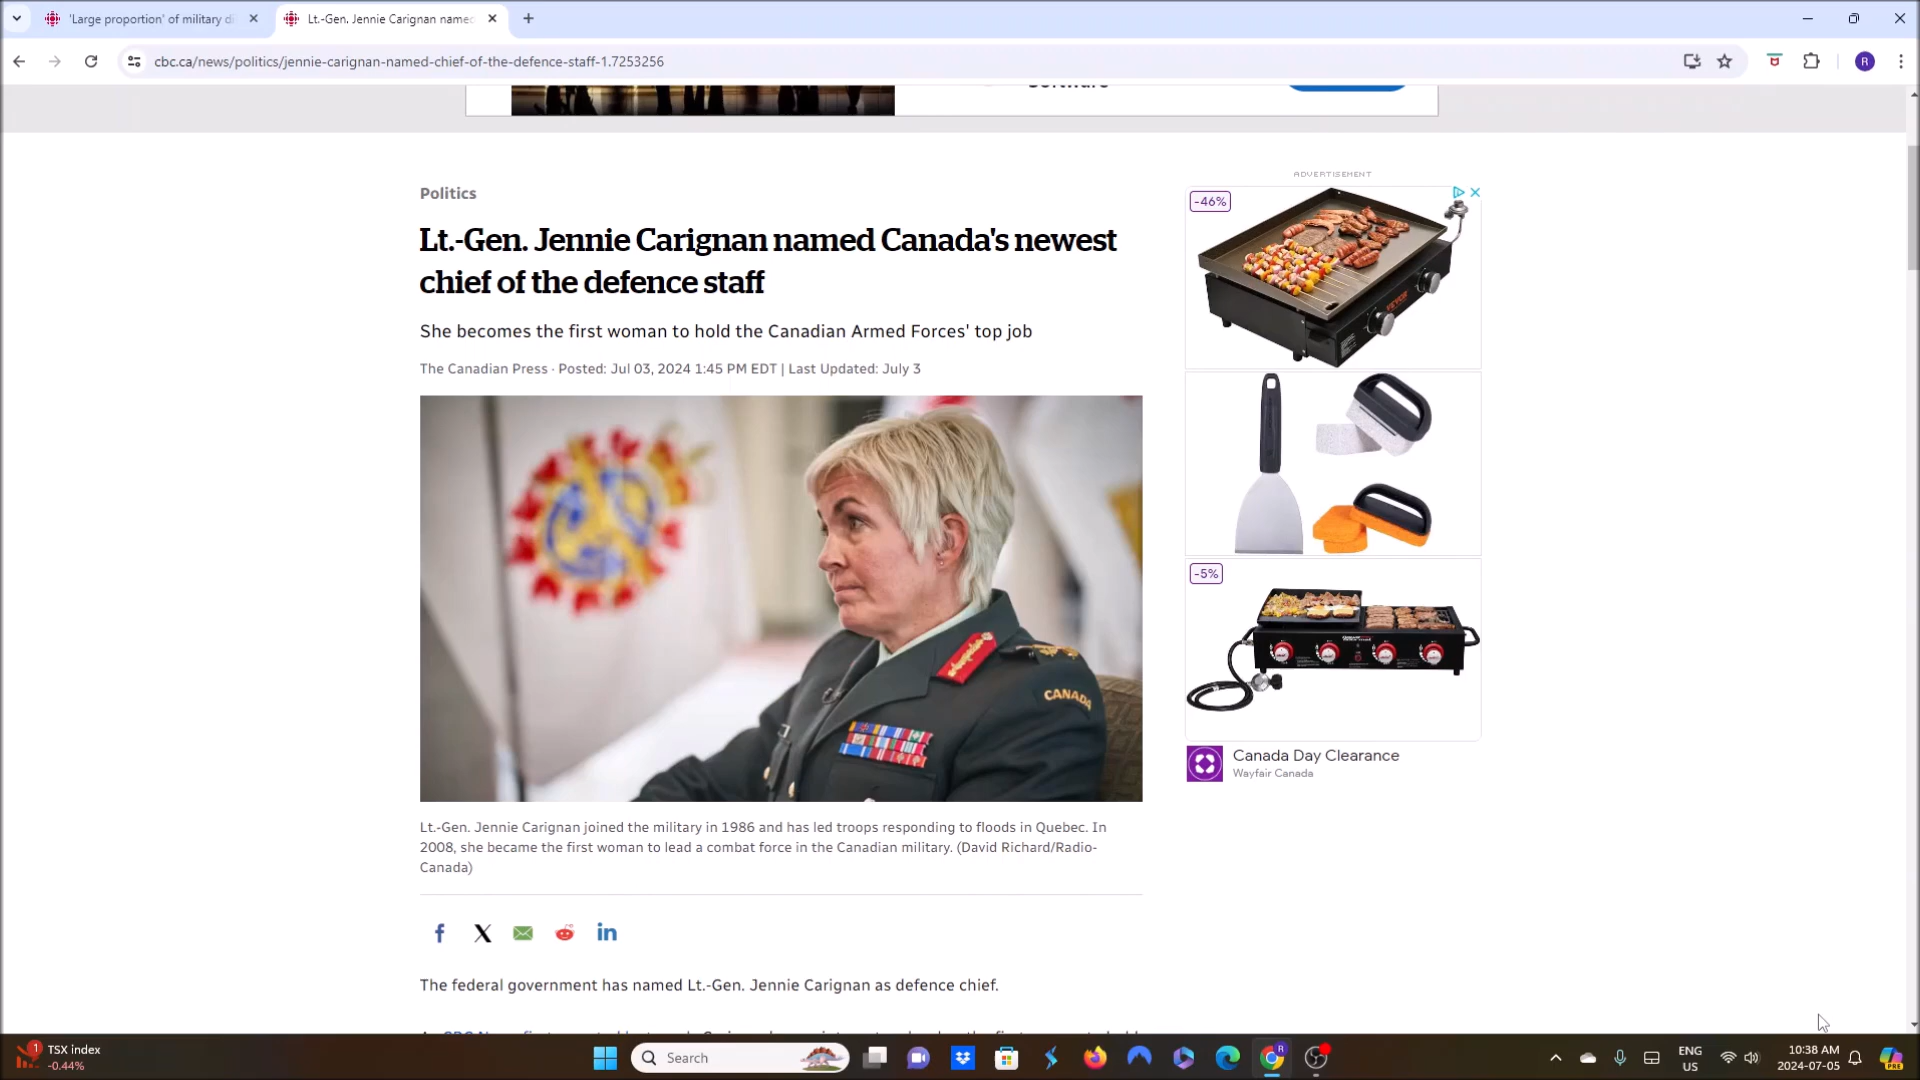 'Large proportion' of military di
Lt.-Gen. Jennie Carignan named
cbc.ca/news/politics/jennie-carignan-named-chief-of-the-defence-staff-1.7253256
R
Software
Politics
Lt.-Gen. Jennie Carignan named Canada's newest
chief of the defence staff
She becomes the first woman to hold the Canadian Armed Forces' top job
The Canadian Press · Posted: Jul 03, 2024 1:45 PM EDT | Last Updated: July 3
CANADA
Lt.-Gen. Jennie Carignan joined the military in 1986 and has led troops responding to floods in Quebec. In
2008, she became the first woman to lead a combat force in the Canadian military. (David Richard/Radio-
Canada)
The federal government has named Lt.-Gen. Jennie Carignan as defence chief.
ADVERTISEMENT
-46%
-5%
Canada Day Clearance
Wayfair Canada
1
TSX index
-0.44%
Search
R
ENG
US
10:38 AM
2024-07-05
PRE